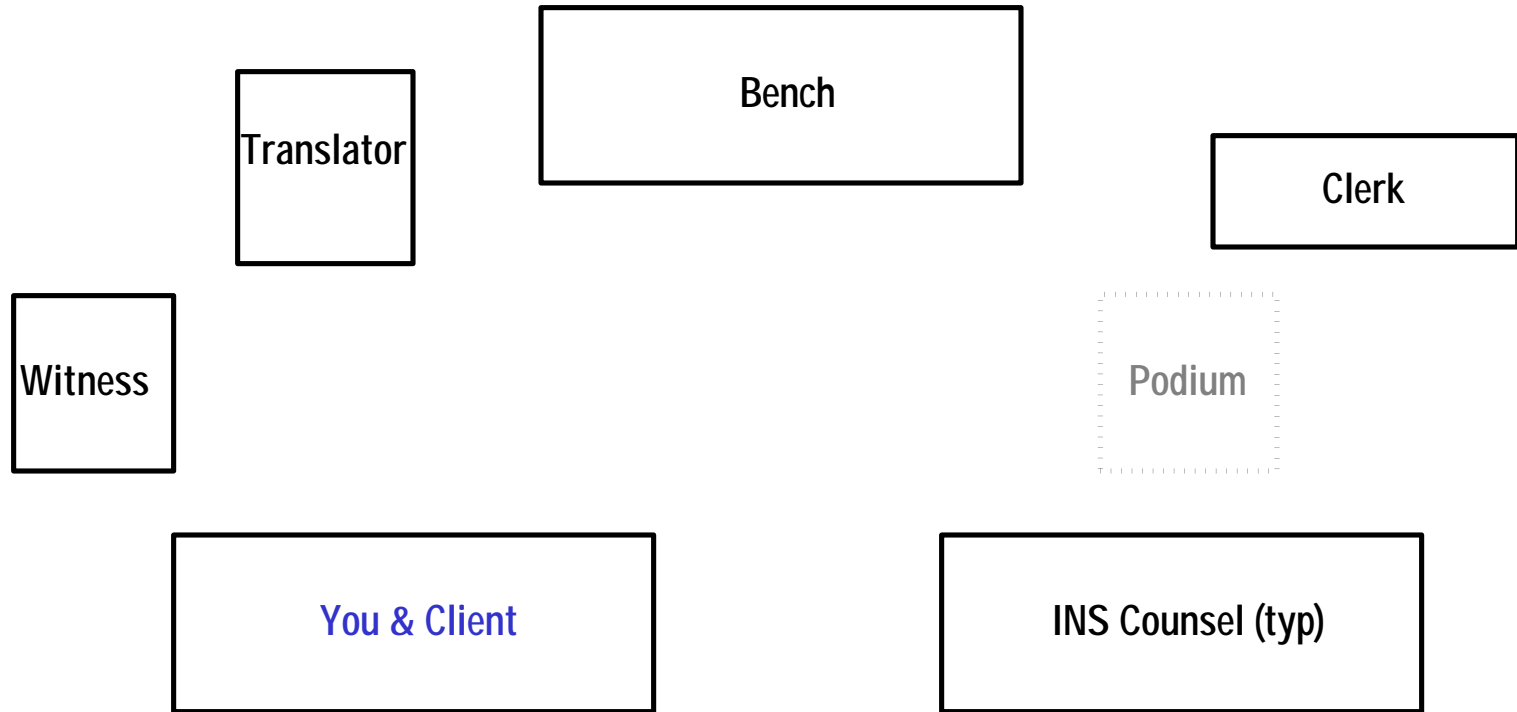 Bench
Translator
Clerk
Witness
Podium
You & Client
INS Counsel (typ)